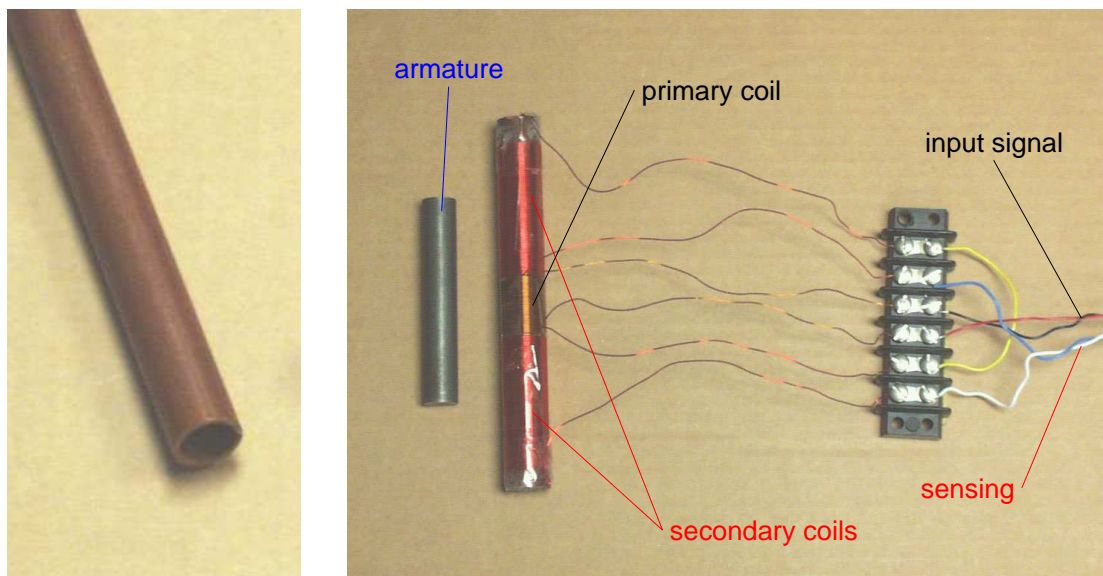 armature
primary coil
input signal
sensing
secondary coils